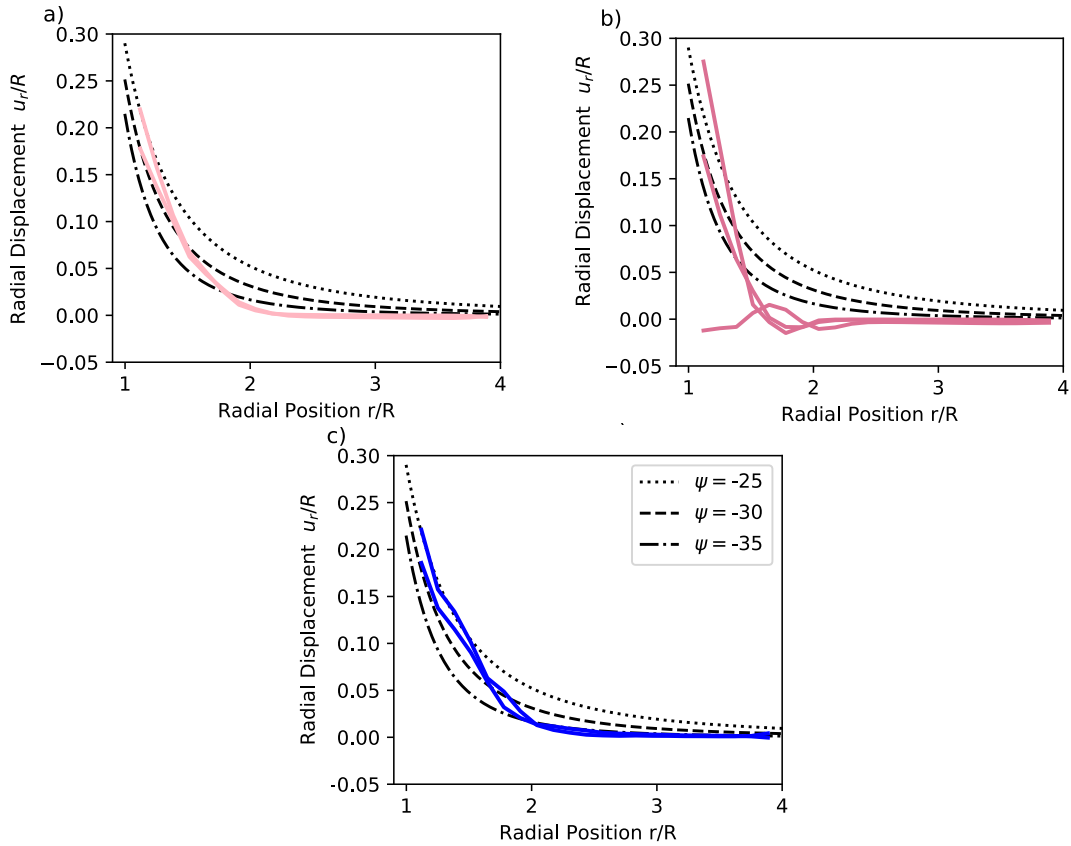 a)
0.30
0.25
0.20
0.15
0.10
0.05
0.00
−0.05
Radial Displacement u_r/R
1 2 3 4
Radial Position r/R
b)
0.30
0.25
0.20
0.15
0.10
0.05
0.00
−0.05
Radial Displacement u_r/R
1 2 3 4
Radial Position r/R
c)
0.30
0.25
0.20
0.15
0.10
0.05
0.00
-0.05
Radial Displacement u_r/R
1 2 3 4
Radial Position r/R
ψ = -25
ψ = -30
ψ = -35